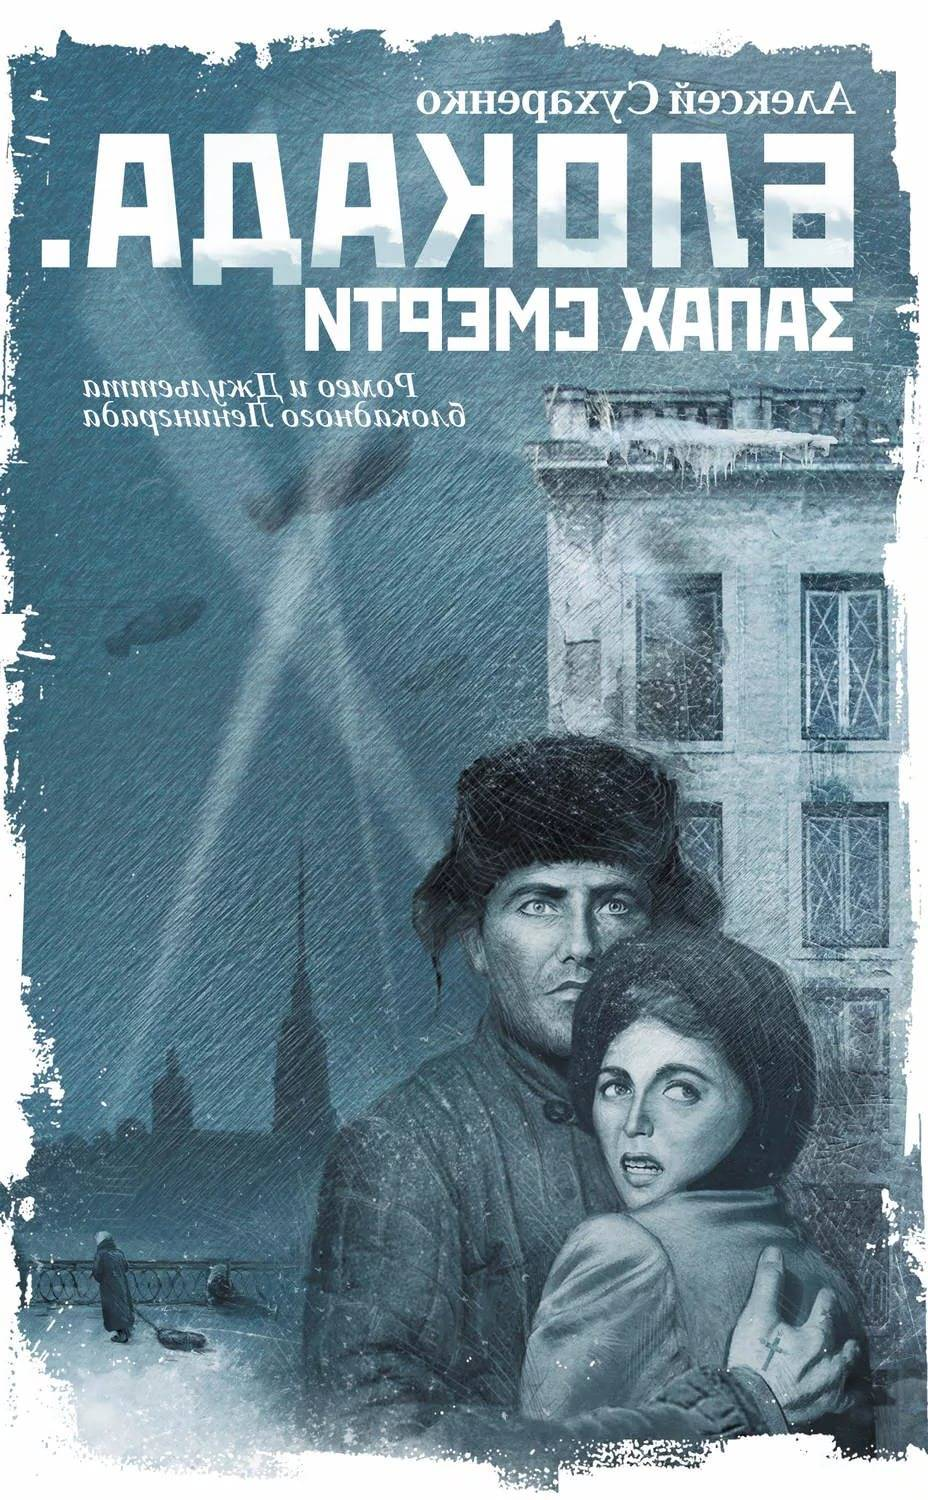 Алексей Сухаренко
БЛОКАДА.
ЗАПАХ СМЕРТИ
Ромео и Джульетта
блокадного Ленинграда